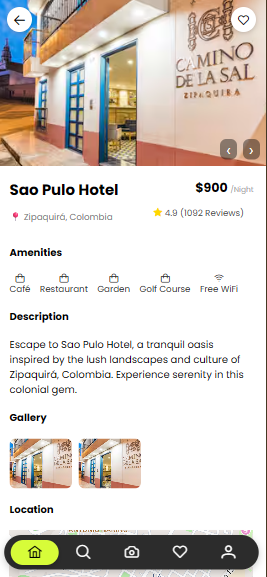 CAMINO
DE LA SAL
ZIPAQUIRA
Sao Pulo Hotel
$900 /Night
Zipaquirá, Colombia
4.9 (1092 Reviews)
Amenities
Café Restaurant Garden Golf Course Free WiFi
Description
Escape to Sao Pulo Hotel, a tranquil oasis
inspired by the lush landscapes and culture of
Zipaquirá, Colombia. Experience serenity in this
colonial gem.
Gallery
Location